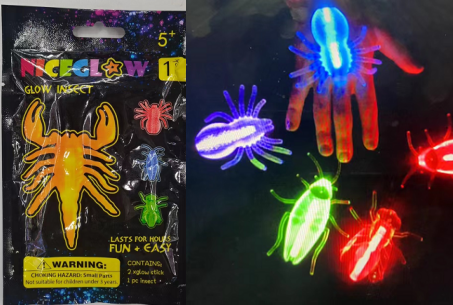 5+
NICEGLOW 1
GLOW INSECT
LASTS FOR HOURS
FUN + EASY
WARNING:
CHOKING HAZARD: Small Parts
Not suitable for children under 3 years.
CONTAINS:
2 xglow stick
1 pc Insect